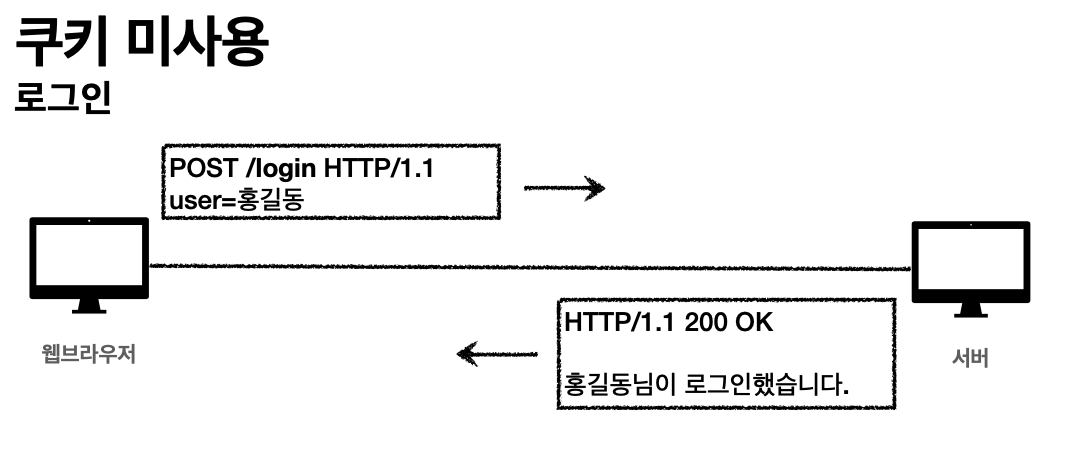 쿠키 미사용
로그인
POST /login HTTP/1.1
user=홍길동
웹브라우저
HTTP/1.1 200 OK
홍길동님이 로그인했습니다.
서버